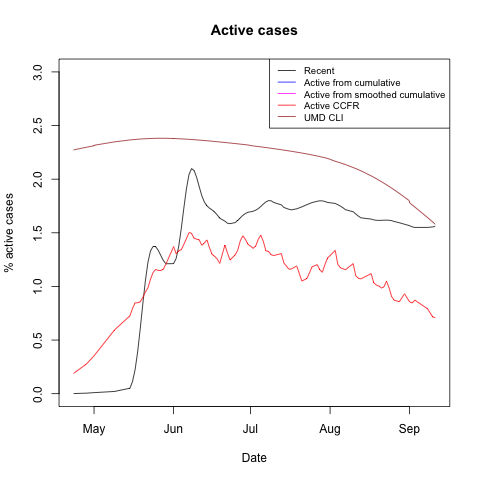 Active cases
Recent
Active from cumulative
Active from smoothed cumulative
Active CCFR
UMD CLI
% active cases
3.0
2.5
2.0
1.5
1.0
0.5
0.0
May Jun Jul Aug Sep
Date